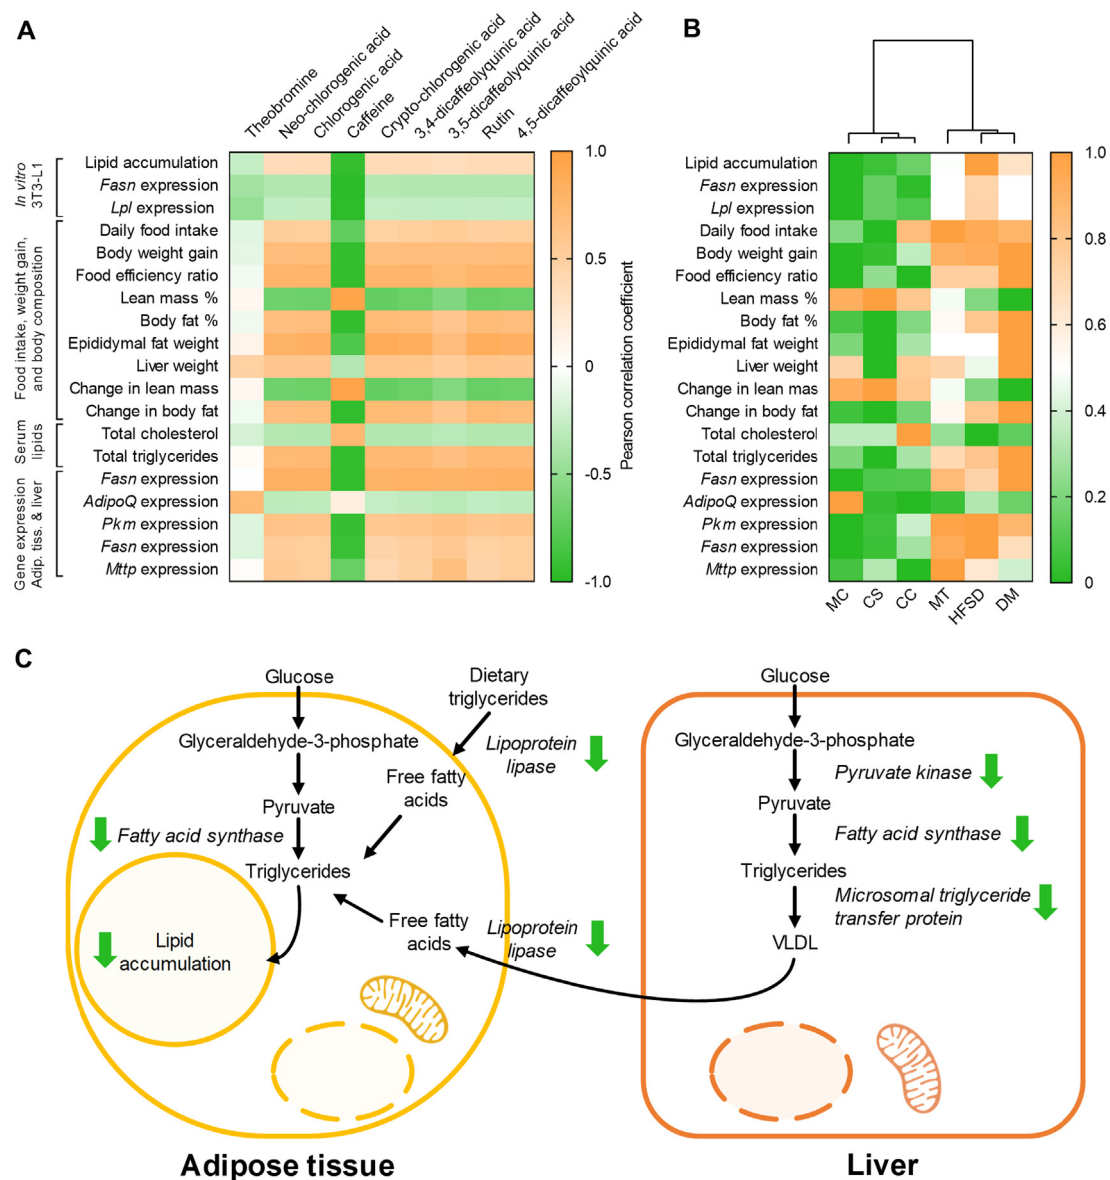 A
Theobromine
Neo-chlorogenic acid
Chlorogenic acid
Caffeine
Crypto-chlorogenic acid
3,4-dicaffeolyquinic acid
3,5-dicaffeolyquinic acid
Rutin
4,5-dicaffeoylquinic acid
In vitro
3T3-L1
Food intake, weight gain,
and body composition
Serum
lipids
Gene expression
Adip. tiss. & liver
Lipid accumulation
Fasn expression
Lpl expression
Daily food intake
Body weight gain
Food efficiency ratio
Lean mass %
Body fat %
Epididymal fat weight
Liver weight
Change in lean mass
Change in body fat
Total cholesterol
Total triglycerides
Fasn expression
AdipoQ expression
Pkm expression
Fasn expression
Mttp expression
1.0
0.5
0
-0.5
-1.0
Pearson correlation coefficient
B
Lipid accumulation
Fasn expression
Lpl expression
Daily food intake
Body weight gain
Food efficiency ratio
Lean mass %
Body fat %
Epididymal fat weight
Liver weight
Change in lean mas
Change in body fat
Total cholesterol
Total triglycerides
Fasn expression
AdipoQ expression
Pkm expression
Fasn expression
Mttp expression
MC
CS
CC
MT
HFSD
DM
1.0
0.8
0.6
0.4
0.2
0
C
Glucose
Dietary
triglycerides
Glyceraldehyde-3-phosphate
Lipoprotein
lipase
Free fatty
acids
Pyruvate
Fatty acid synthase
Triglycerides
Free fatty
acids
Lipoprotein
lipase
Lipid
accumulation
Adipose tissue
Glucose
Glyceraldehyde-3-phosphate
Pyruvate kinase
Pyruvate
Fatty acid synthase
Triglycerides
Microsomal triglyceride
transfer protein
VLDL
Liver